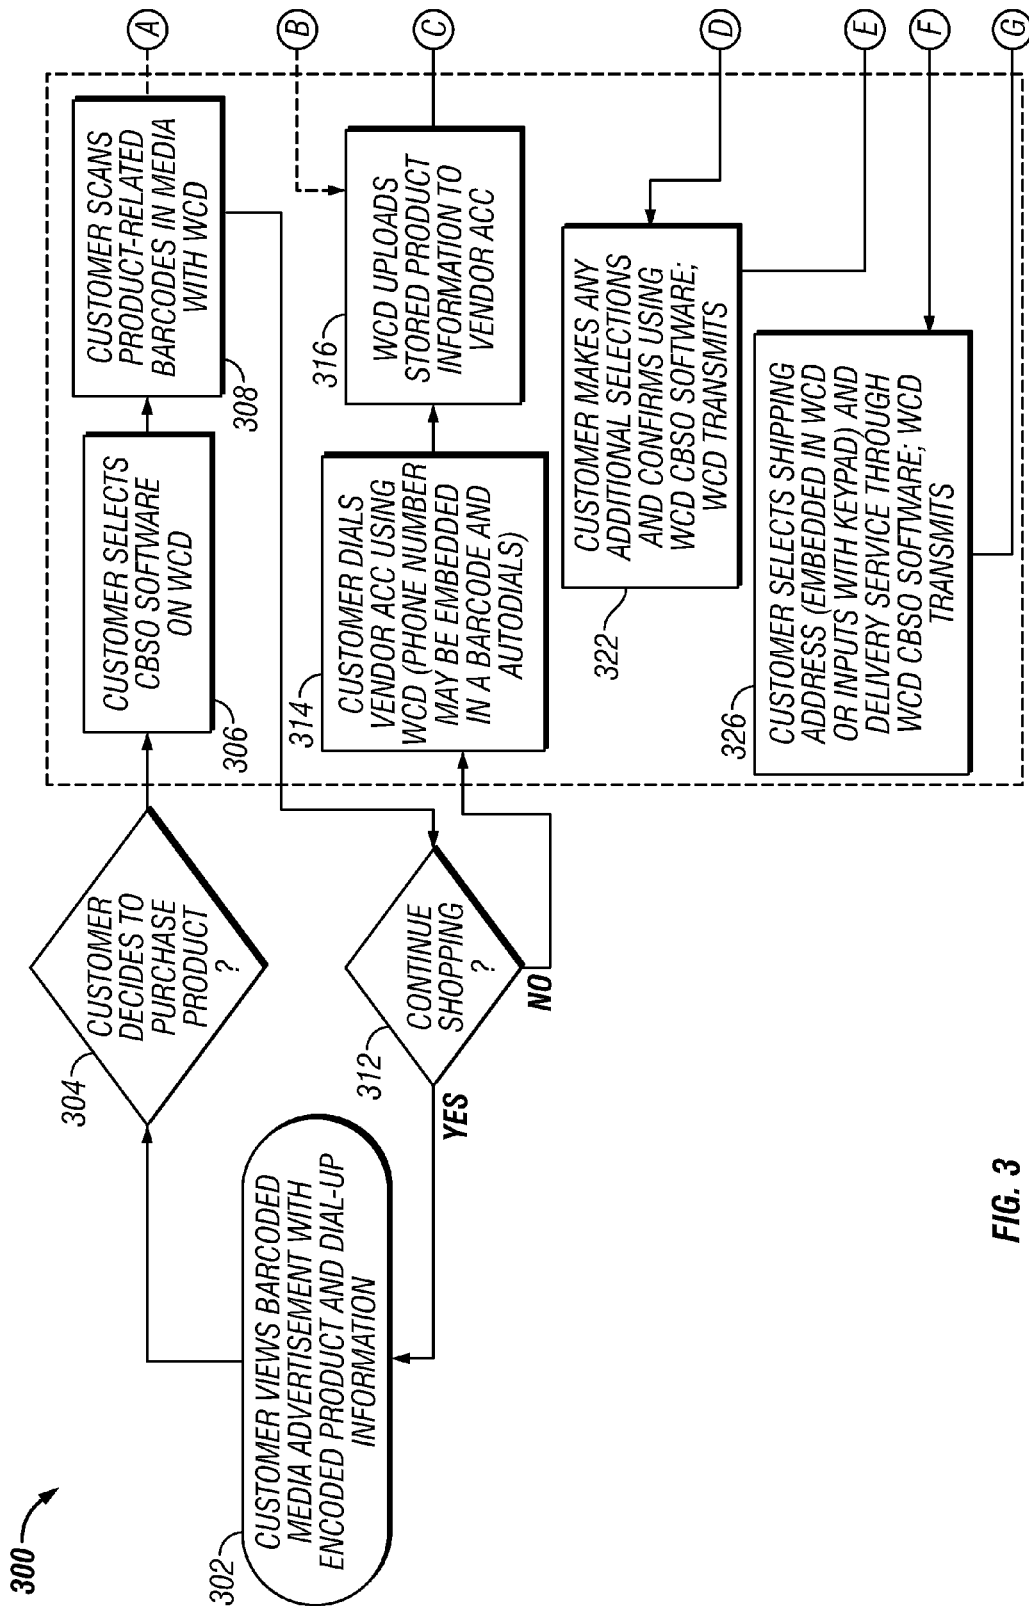 300
302
CUSTOMER VIEWS BARCODED
MEDIA ADVERTISEMENT WITH
ENCODED PRODUCT AND DIAL-UP
INFORMATION
304
CUSTOMER
DECIDES TO
PURCHASE
PRODUCT
?
306
CUSTOMER SELECTS
CBSO SOFTWARE
ON WCD
308
CUSTOMER SCANS
PRODUCT-RELATED
BARCODES IN MEDIA
WITH WCD
A
B
312
CONTINUE
SHOPPING
?
YES
NO
314
CUSTOMER DIALS
VENDOR ACC USING
WCD (PHONE NUMBER
MAY BE EMBEDDED
IN A BARCODE AND
AUTODIALS)
316
WCD UPLOADS
STORED PRODUCT
INFORMATION TO
VENDOR ACC
C
322
CUSTOMER MAKES ANY
ADDITIONAL SELECTIONS
AND CONFIRMS USING
WCD CBSO SOFTWARE;
WCD TRANSMITS
D
E
326
CUSTOMER SELECTS SHIPPING
ADDRESS (EMBEDDED IN WCD
OR INPUTS WITH KEYPAD) AND
DELIVERY SERVICE THROUGH
WCD CBSO SOFTWARE; WCD
TRANSMITS
F
G
FIG. 3